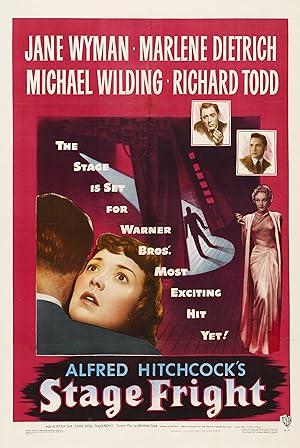 JANE WYMAN · MARLENE DIETRICH
MICHAEL WILDING · RICHARD TODD
THE
STAGE
IS SET
FOR
WARNER
BROS'.
MOST
EXCITING
HIT
YET!
ALFRED HITCHCOCK'S
Stage Fright